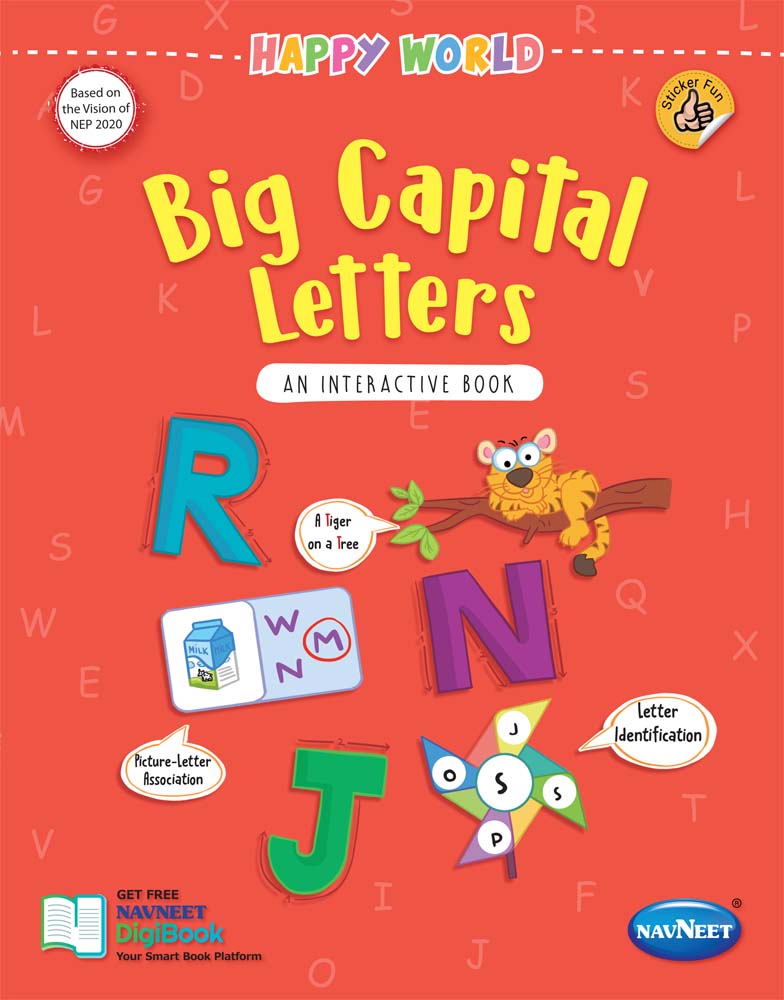 HAPPY WORLD
Based on
the Vision of
NEP 2020
Sticker Fun
Big Capital
Letters
AN INTERACTIVE BOOK
R
A Tiger
on a Tree
N
MILK MILK
W
M
N
Picture-Letter
Association
J
J
O
S
S
P
Letter
Identification
GET FREE
NAVNEET
DigiBook
Your Smart Book Platform
NAVNEET®
X
G
D
D
K
L
G
L
V
K
L
P
M
E
S
S
H
W
Q
E
X
V
T
I
F
O
J